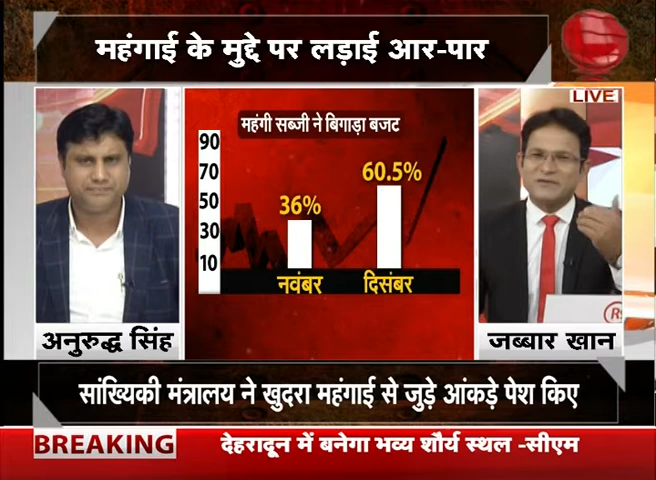 महंगाई के मुद्दे पर लड़ाई आर-पार
LIVE
महंगी सब्जी ने बिगाड़ा बजट
90
70
50
30
10
36%
60.5%
नवंबर
दिसंबर
अनुरुद्ध सिंह
जब्बार खान
सांख्यिकी मंत्रालय ने खुदरा महंगाई से जुड़े आंकड़े पेश किए
BREAKING
देहरादून में बनेगा भव्य शौर्य स्थल -सीएम